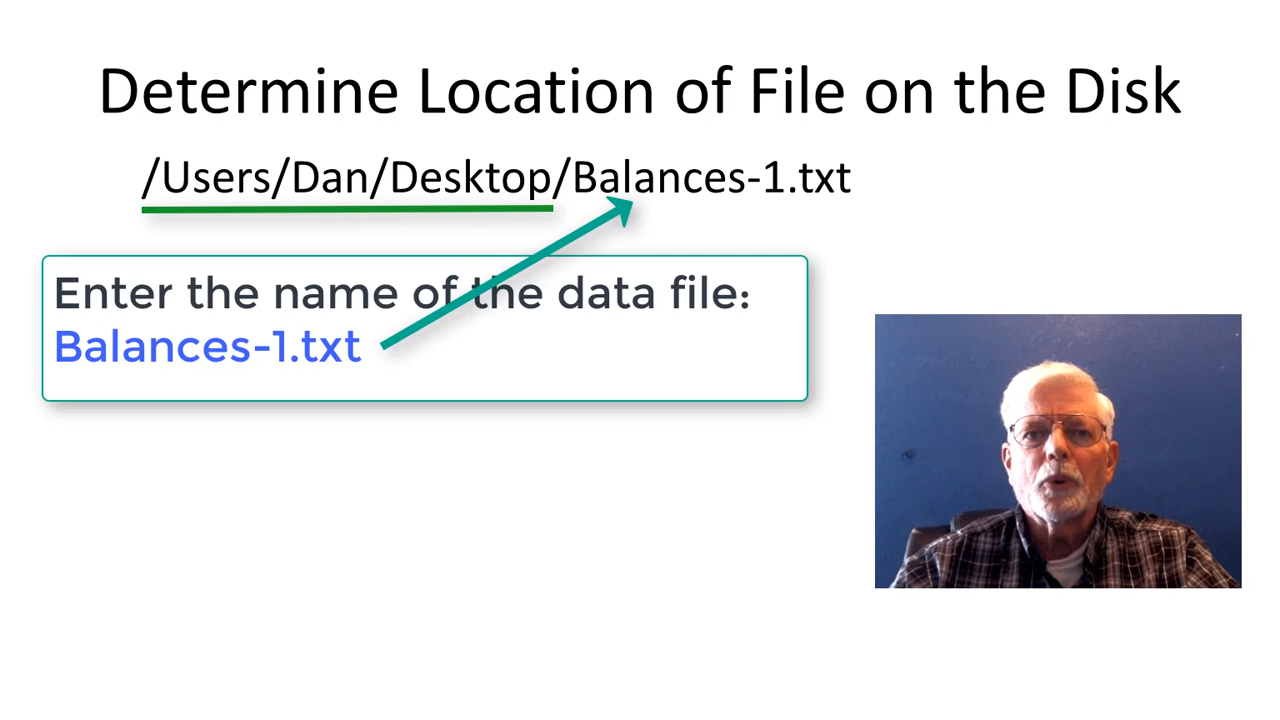 Determine Location of File on the Disk
/Users/Dan/Desktop/Balances-1.txt
Enter the name of the data file:
Balances-1.txt